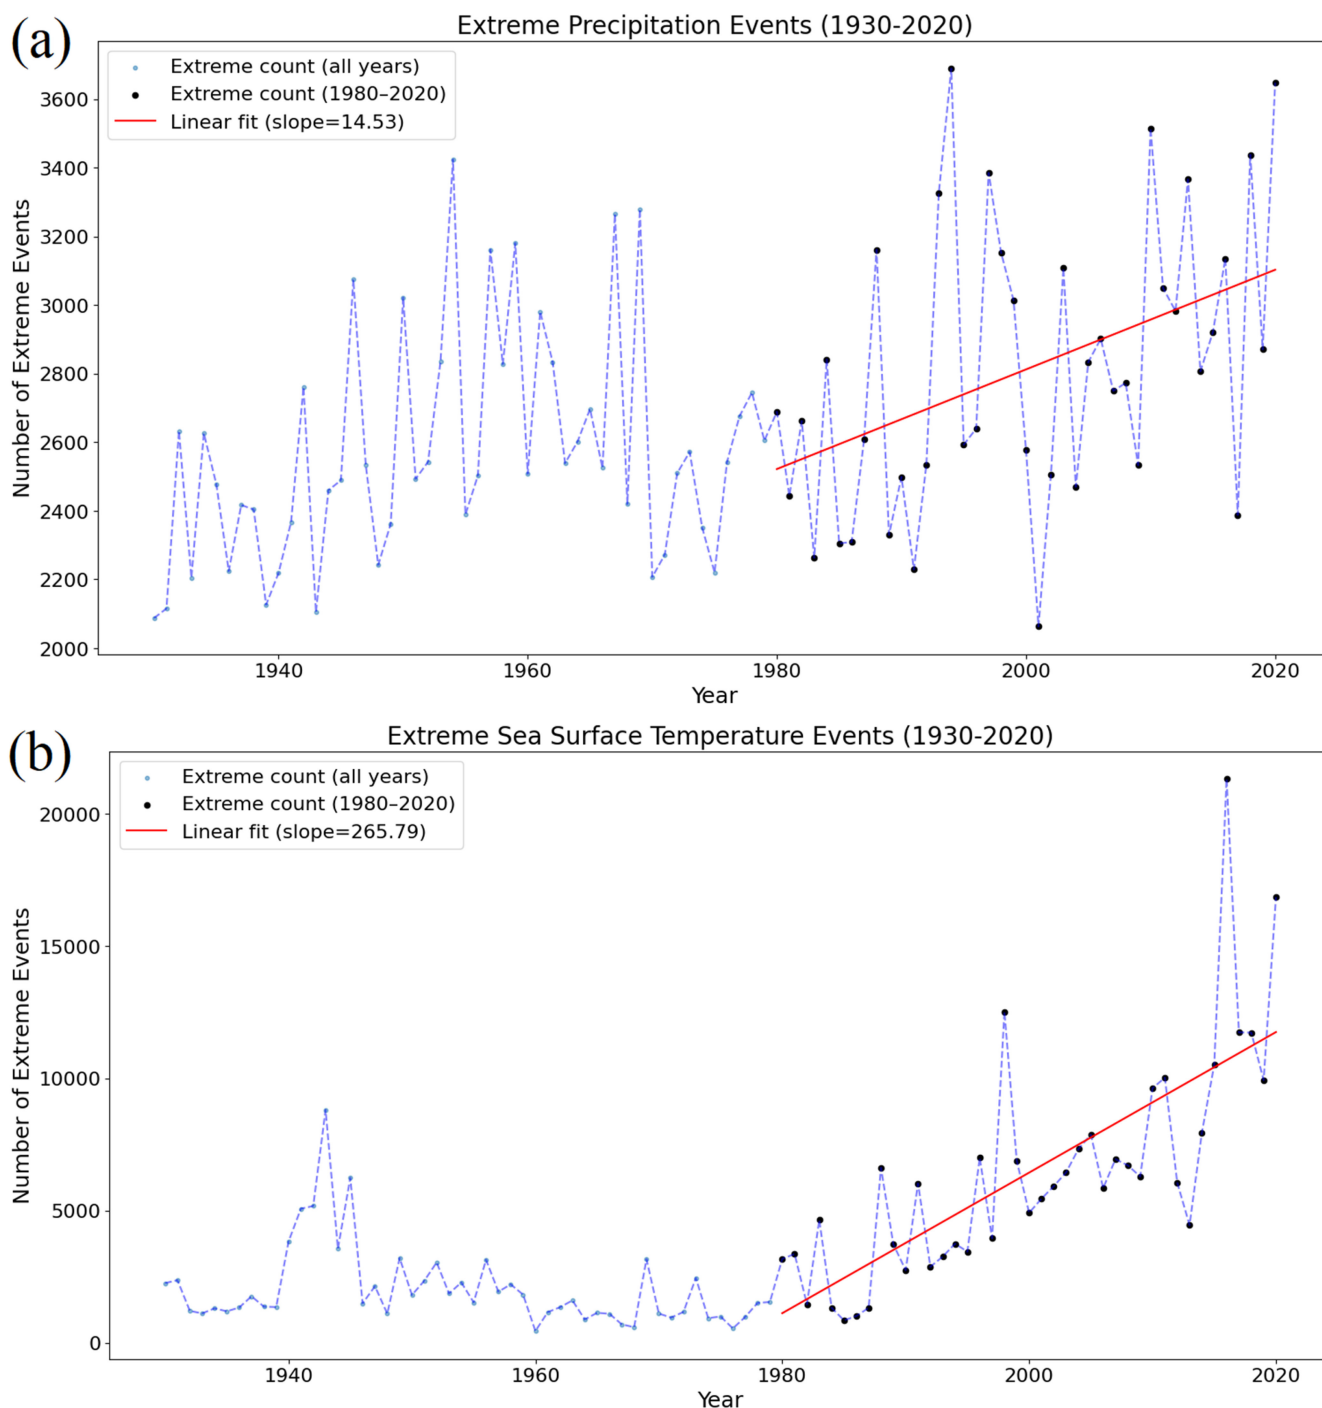 (a)
Extreme Precipitation Events (1930-2020)
Extreme count (all years)
Extreme count (1980–2020)
Linear fit (slope=14.53)
Number of Extreme Events
3600
3400
3200
3000
2800
2600
2400
2200
2000
1940
1960
1980
2000
2020
Year
(b)
Extreme Sea Surface Temperature Events (1930-2020)
Extreme count (all years)
Extreme count (1980–2020)
Linear fit (slope=265.79)
Number of Extreme Events
20000
15000
10000
5000
0
1940
1960
1980
2000
2020
Year